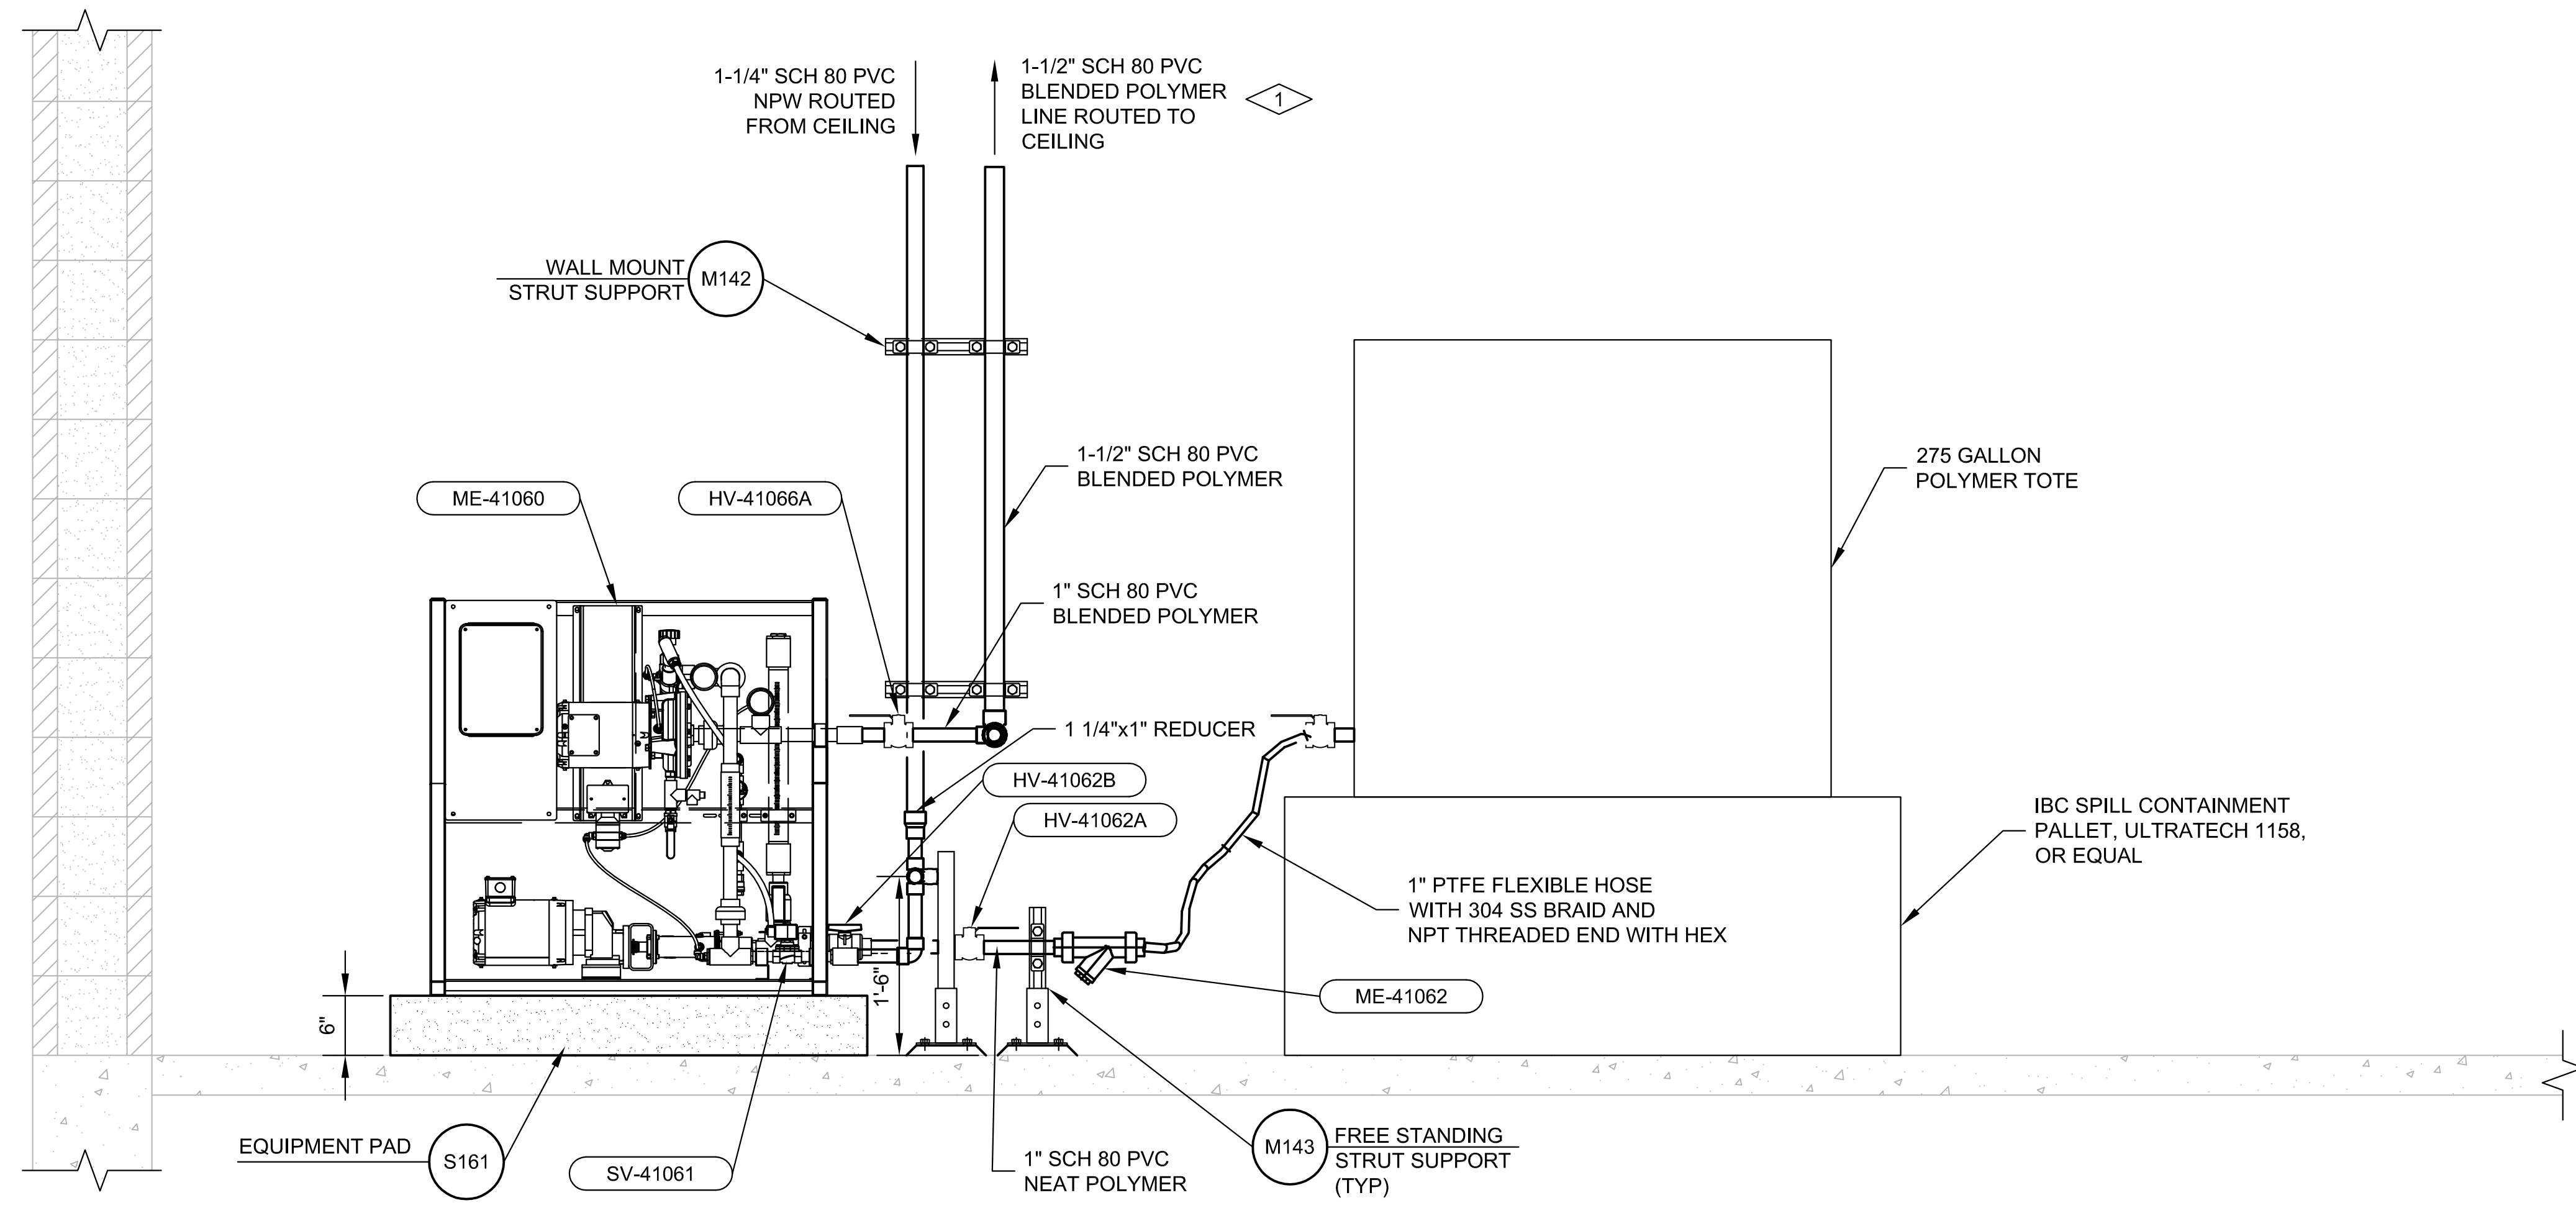 1-1/4" SCH 80 PVC
NPW ROUTED
FROM CEILING
1-1/2" SCH 80 PVC
BLENDED POLYMER
LINE ROUTED TO
CEILING
1
WALL MOUNT
STRUT SUPPORT
M142
1-1/2" SCH 80 PVC
BLENDED POLYMER
275 GALLON
POLYMER TOTE
ME-41060
HV-41066A
1" SCH 80 PVC
BLENDED POLYMER
1 1/4"x1" REDUCER
HV-41062B
HV-41062A
IBC SPILL CONTAINMENT
PALLET, ULTRATECH 1158,
OR EQUAL
1" PTFE FLEXIBLE HOSE
WITH 304 SS BRAID AND
NPT THREADED END WITH HEX
ME-41062
6"
1'-6"
EQUIPMENT PAD
S161
SV-41061
1" SCH 80 PVC
NEAT POLYMER
M143
FREE STANDING
STRUT SUPPORT
(TYP)